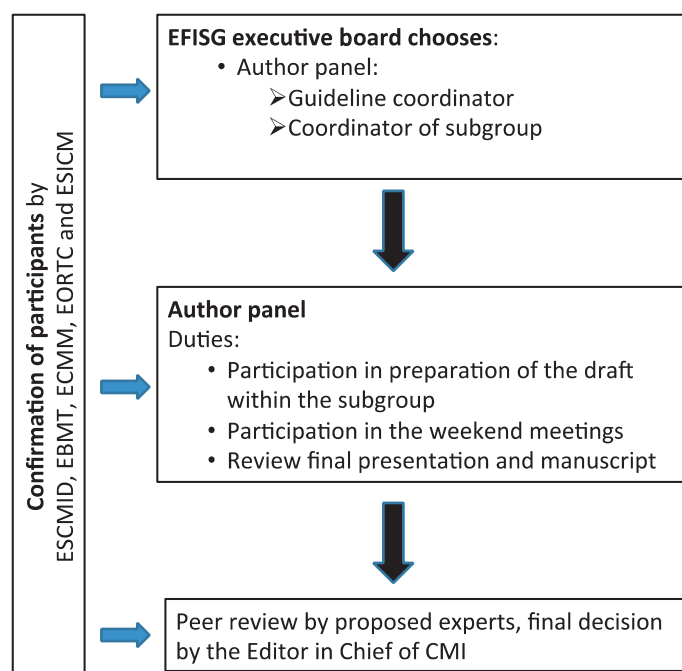 Confirmation of participants by
ESCMID, EBMT, ECMM, EORTC and ESICM
EFISG executive board chooses:
• Author panel:
➢Guideline coordinator
➢Coordinator of subgroup
Author panel
Duties:
• Participation in preparation of the draft
within the subgroup
• Participation in the weekend meetings
• Review final presentation and manuscript
Peer review by proposed experts, final decision
by the Editor in Chief of CMI